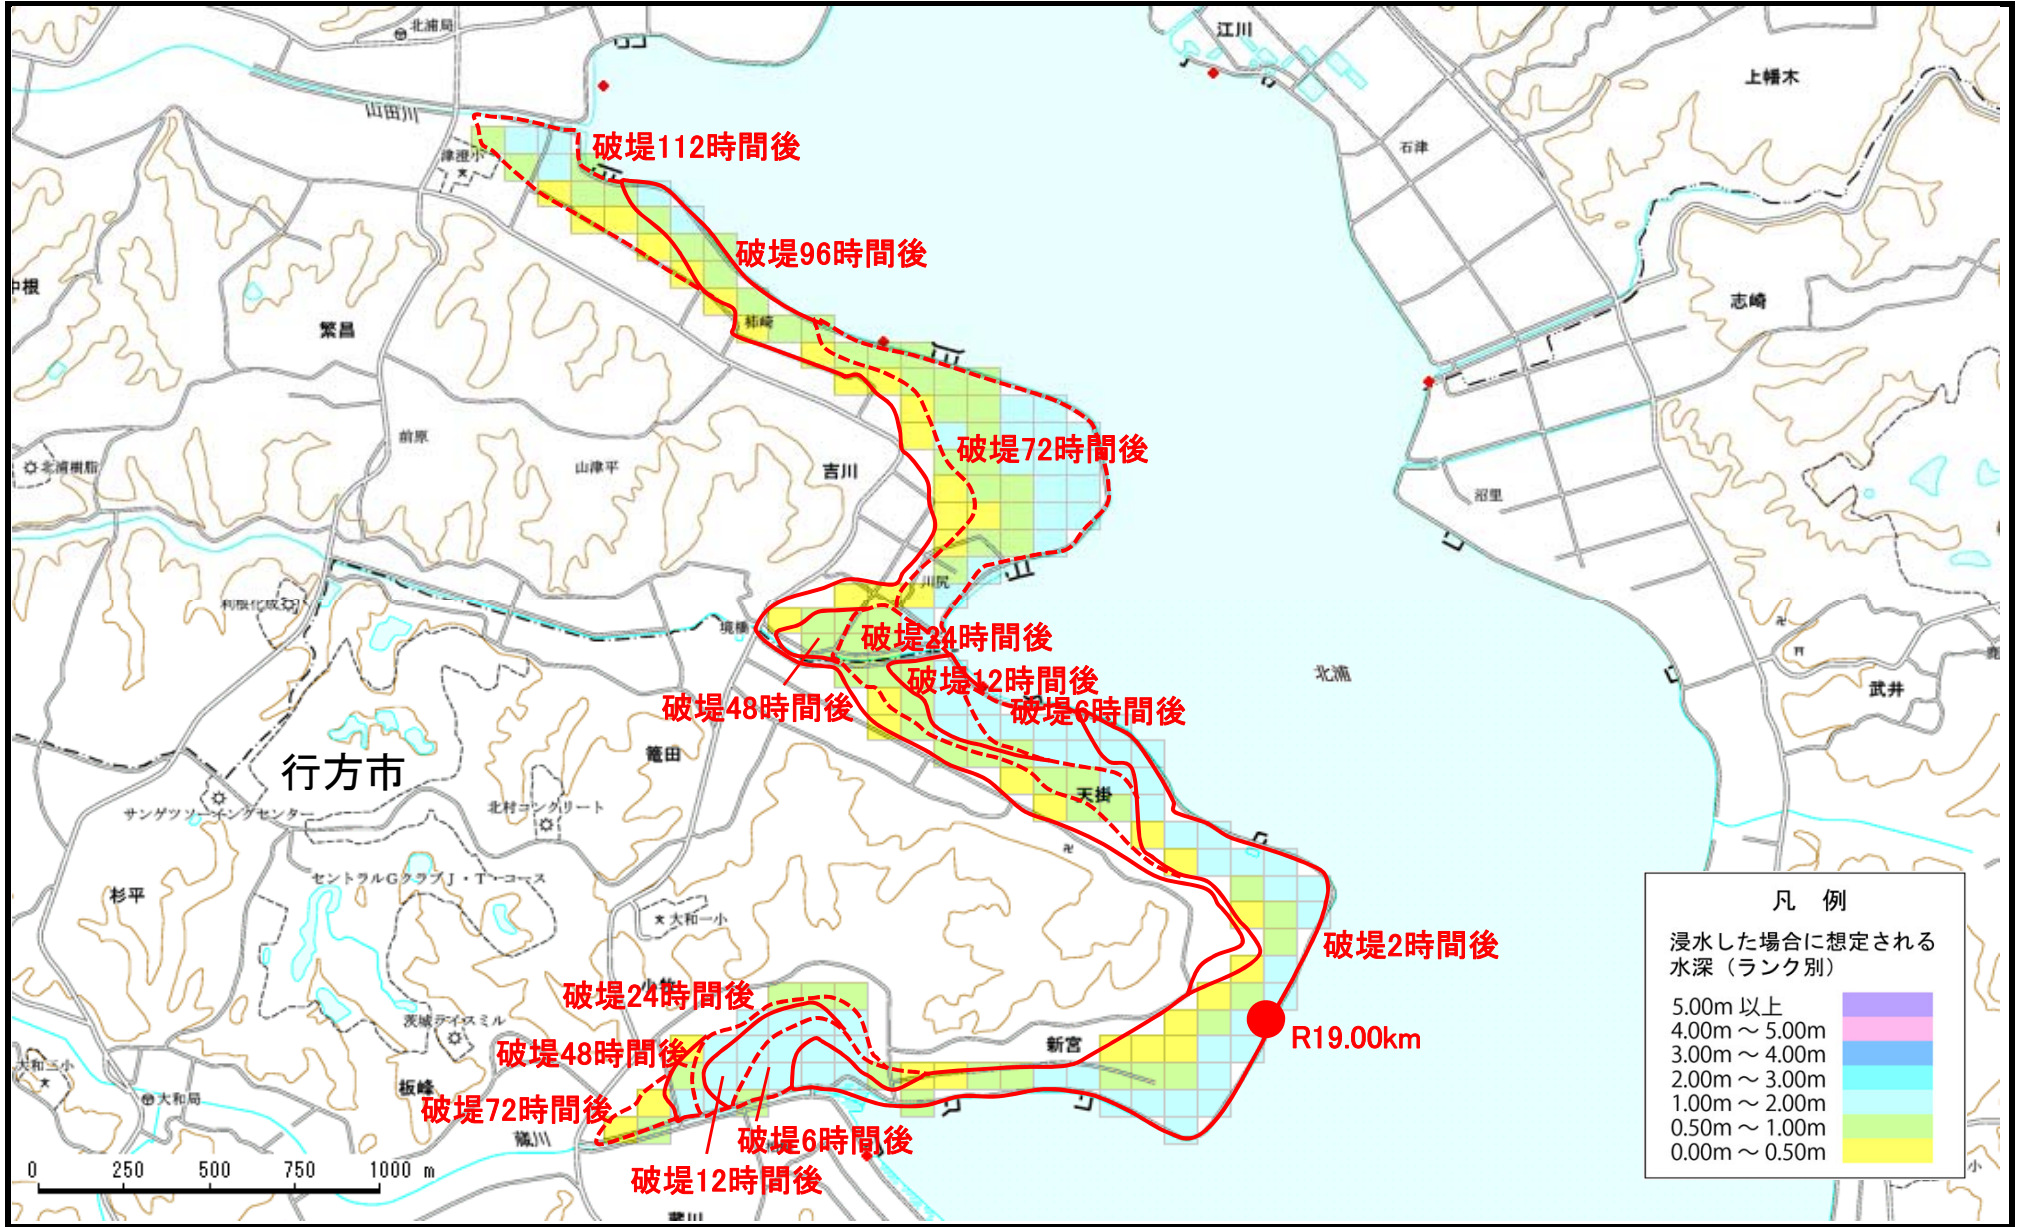 北浦局
江川
上幡木
山田川
破堤112時間後
津澄小
石津
破堤96時間後
中根
繁昌
柿崎
志崎
前原
破堤72時間後
北浦樹脂
山津平
吉川
沼里
川尻
利根化成
境橋
破堤24時間後
北浦
破堤12時間後
武井
破堤48時間後
破堤6時間後
篭田
行方市
天掛
北村コンクリート
サンゲツソーイングセンター
セントラルGクラブJ・T・コース
杉平
大和一小
凡 例
浸水した場合に想定される
水深(ランク別)
5.00m 以上
4.00m ~ 5.00m
3.00m ~ 4.00m
2.00m ~ 3.00m
1.00m ~ 2.00m
0.50m ~ 1.00m
0.00m ~ 0.50m
破堤2時間後
小牧
破堤24時間後
茨城ライスミル
R19.00km
新宮
破堤48時間後
大和三小
板峰
大和局
破堤72時間後
蔵川
破堤6時間後
破堤12時間後
0 250 500 750 1000 m